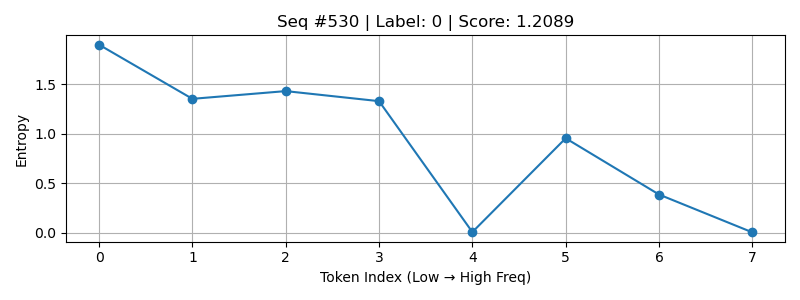 Seq #530 | Label: 0 | Score: 1.2089
Entropy
1.5
1.0
0.5
0.0
0 1 2 3 4 5 6 7
Token Index (Low → High Freq)